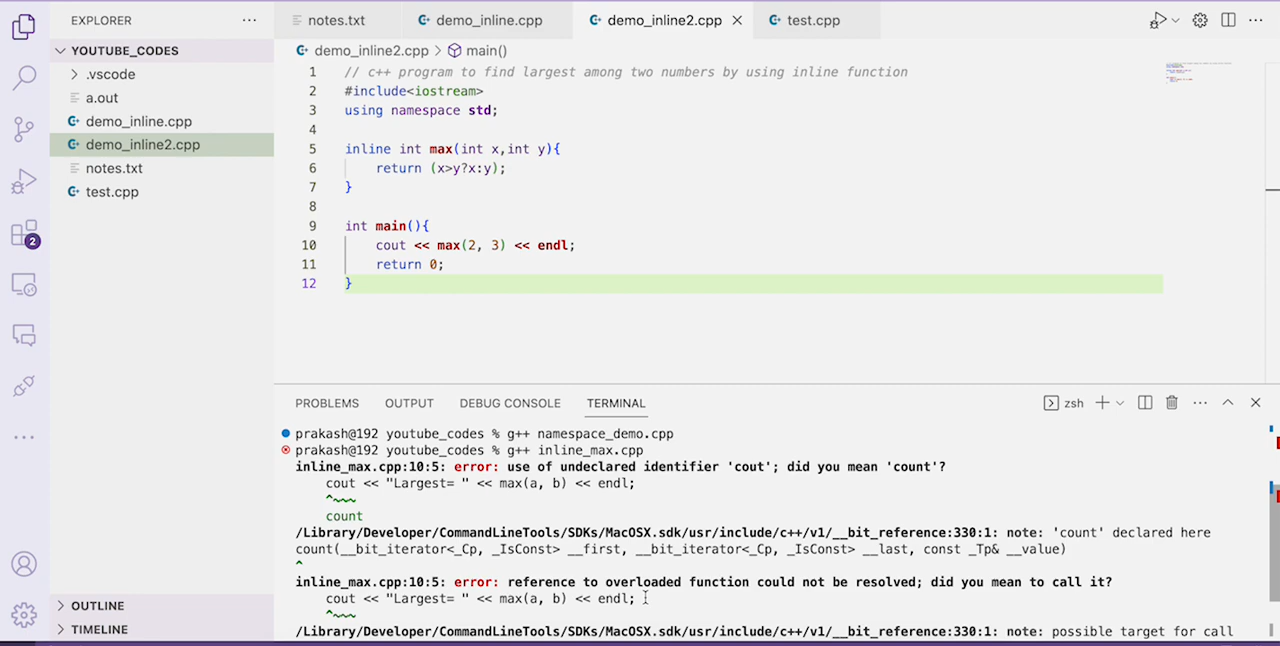 EXPLORER
notes.txt
demo_inline.cpp
demo_inline2.cpp
test.cpp
YOUTUBE_CODES
.vscode
a.out
demo_inline.cpp
demo_inline2.cpp
notes.txt
test.cpp
2
OUTLINE
TIMELINE
demo_inline2.cpp > main()
1 // c++ program to find largest among two numbers by using inline function
2 #include<iostream>
3 using namespace std;
4
5 inline int max(int x,int y){
6 return (x>y?x:y);
7 }
8
9 int main(){
10 cout << max(2, 3) << endl;
11 return 0;
12 }
PROBLEMS OUTPUT DEBUG CONSOLE TERMINAL
zsh
prakash@192 youtube_codes % g++ namespace_demo.cpp
prakash@192 youtube_codes % g++ inline_max.cpp
inline_max.cpp:10:5: error: use of undeclared identifier 'cout'; did you mean 'count'?
cout << "Largest= " << max(a, b) << endl;
^~~~
count
/Library/Developer/CommandLineTools/SDKs/MacOSX.sdk/usr/include/c++/v1/__bit_reference:330:1: note: 'count' declared here
count(__bit_iterator<_Cp, _IsConst> __first, __bit_iterator<_Cp, _IsConst> __last, const _Tp& __value)
^
inline_max.cpp:10:5: error: reference to overloaded function could not be resolved; did you mean to call it?
cout << "Largest= " << max(a, b) << endl;
^~~~
/Library/Developer/CommandLineTools/SDKs/MacOSX.sdk/usr/include/c++/v1/__bit_reference:330:1: note: possible target for call